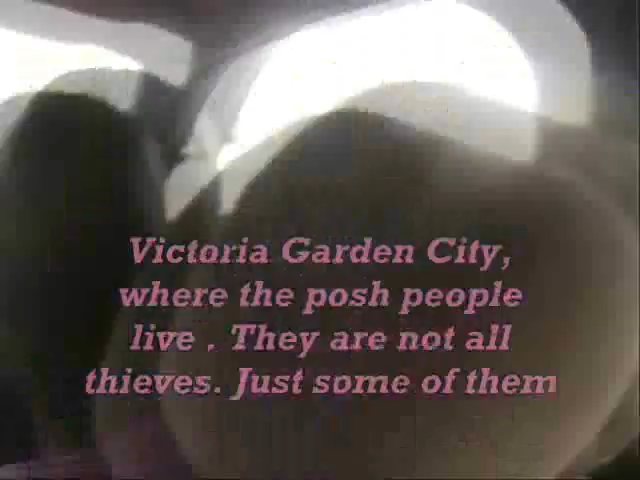 Victoria Garden City,
where the posh people
live . They are not all
thieves. Just some of them